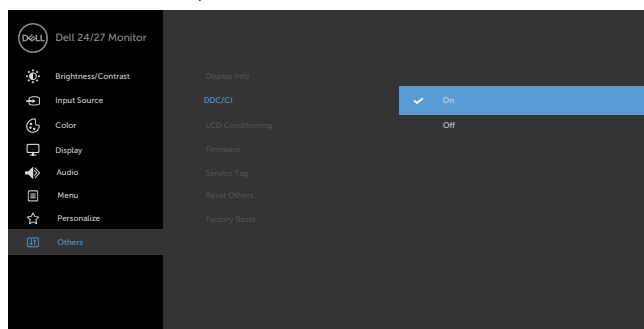 DELL
Dell 24/27 Monitor
Brightness/Contrast
Input Source
Color
Display
Audio
Menu
Personalize
Others
Display Info
DDC/CI
LCD Conditioning
Firmware
Service Tag
Reset Others
Factory Reset
On
Off